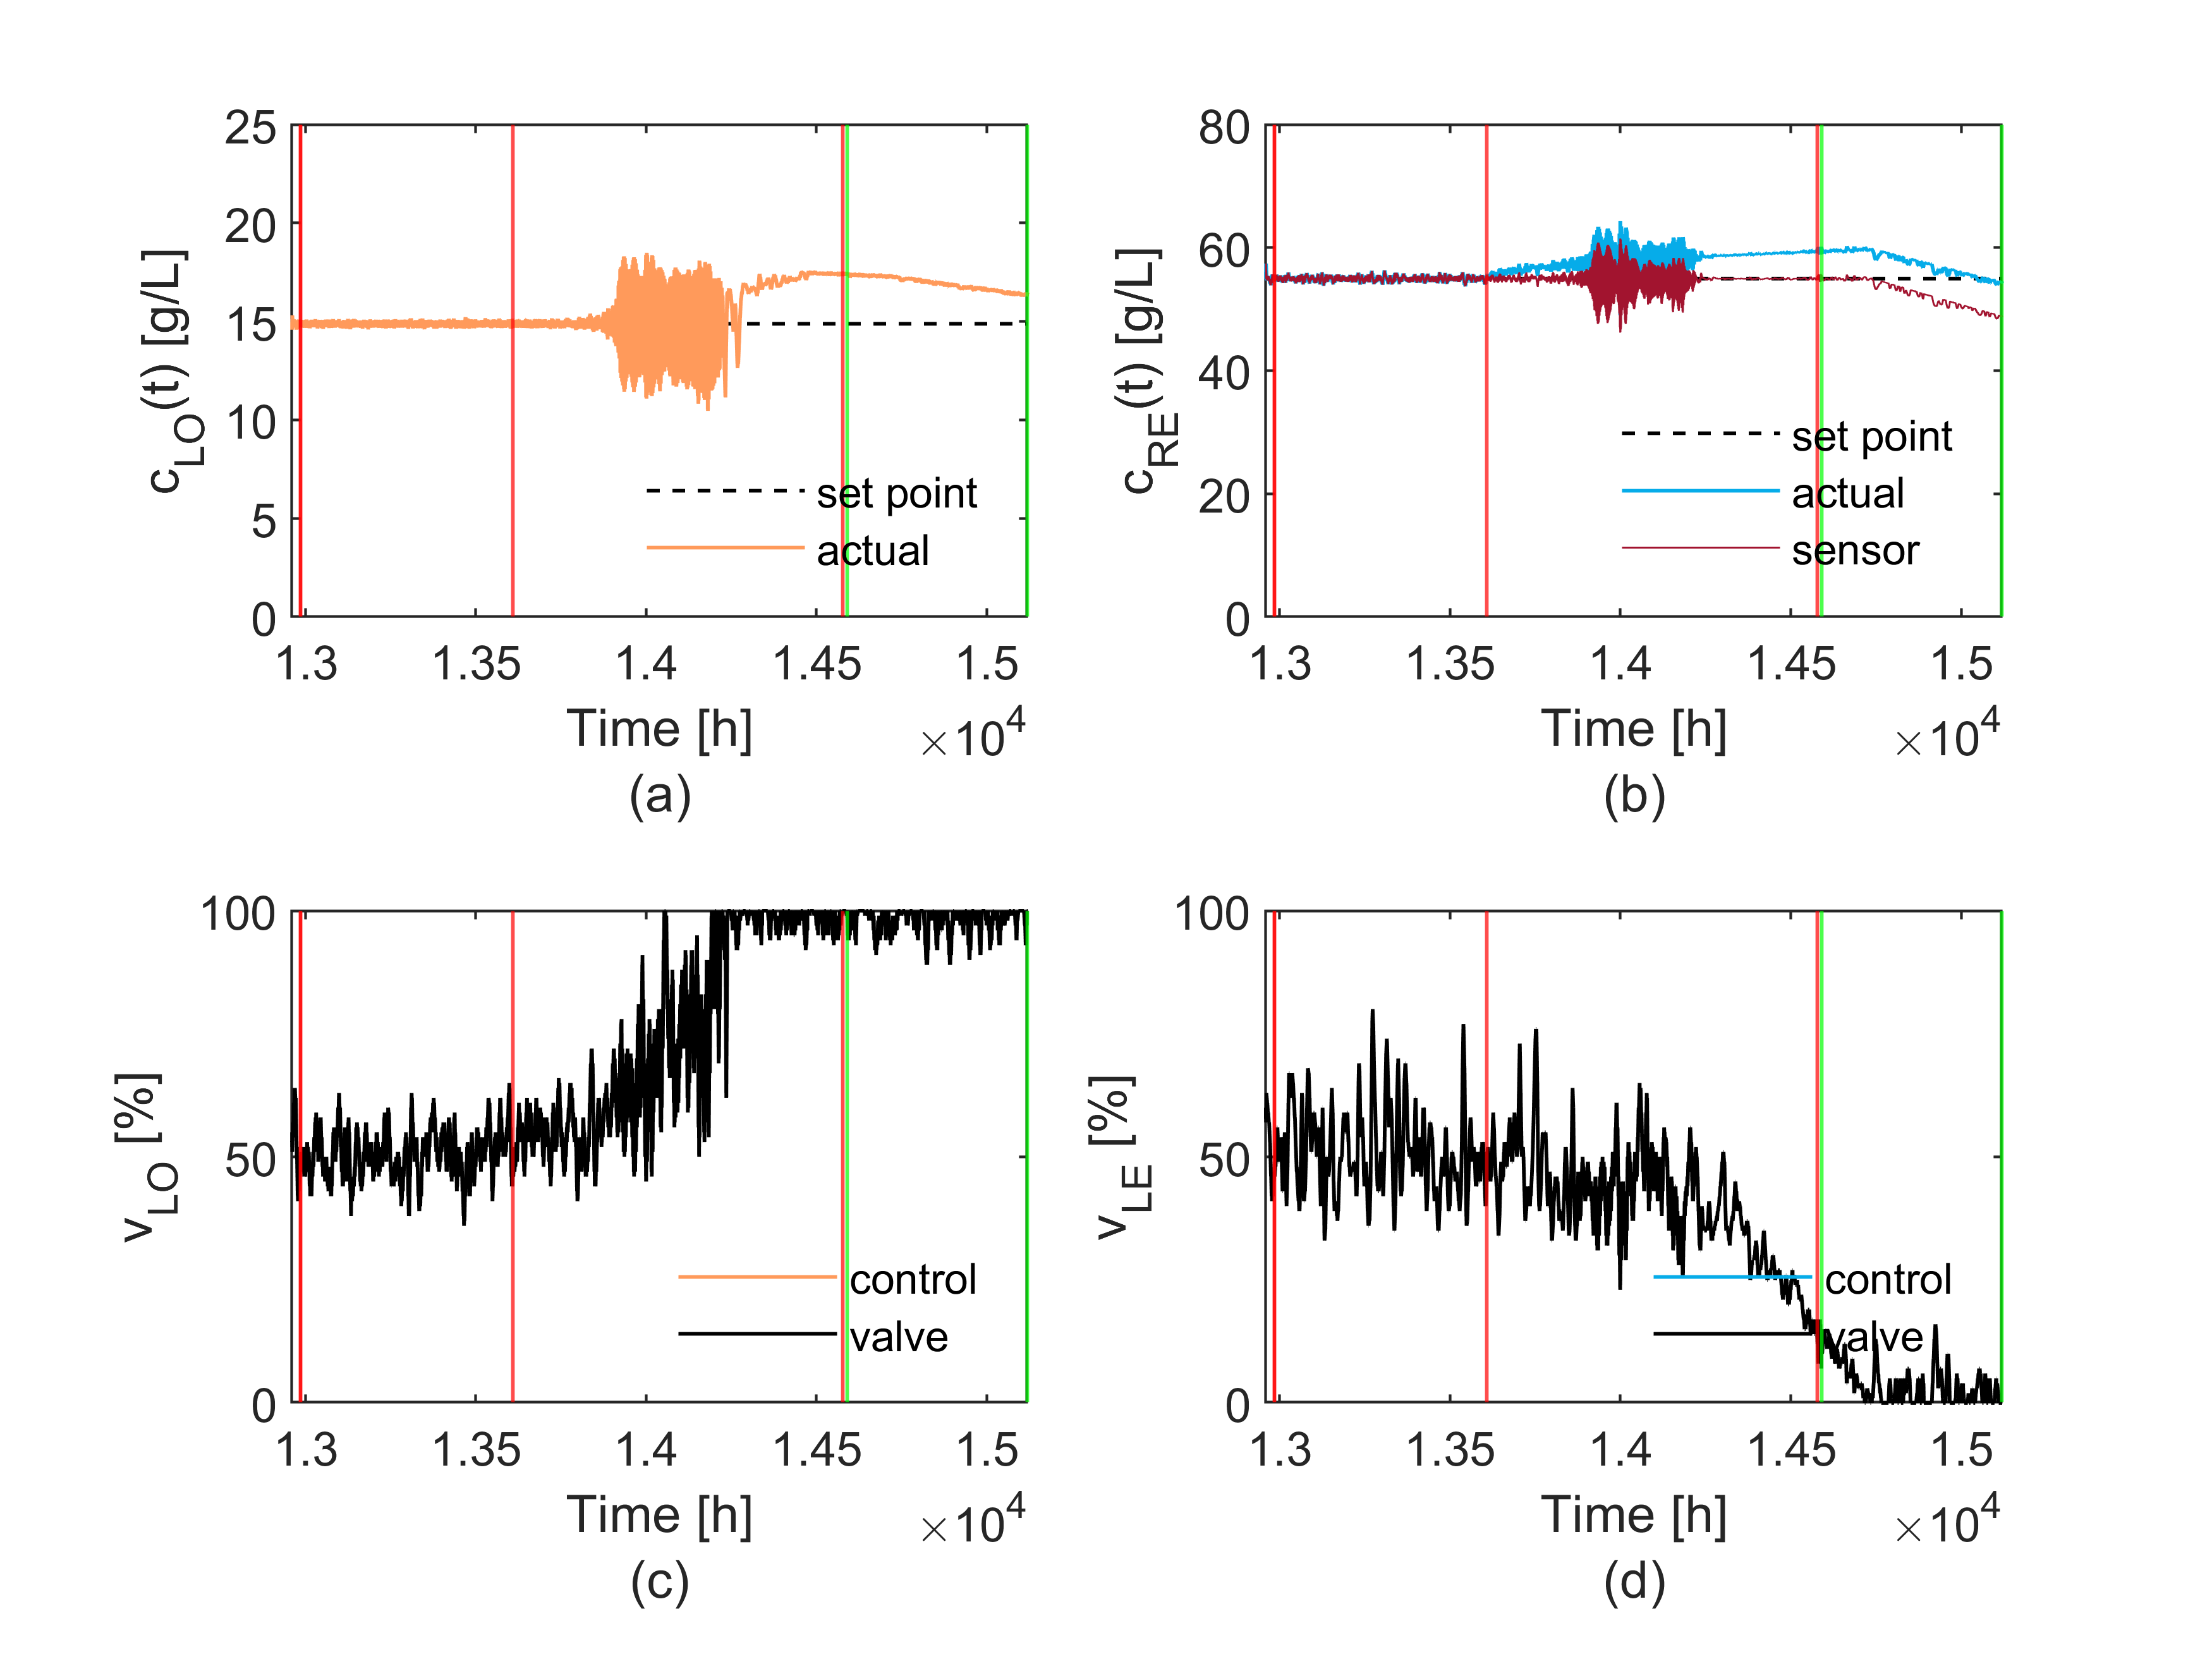 25
20
15
10
5
0
c_LO(t) [g/L]
set point
actual
1.3 1.35 1.4 1.45 1.5
Time [h]
×10^4
(a)
80
60
40
20
0
c_RE(t) [g/L]
set point
actual
sensor
1.3 1.35 1.4 1.45 1.5
Time [h]
×10^4
(b)
100
50
0
v_LO [%]
control
valve
1.3 1.35 1.4 1.45 1.5
Time [h]
×10^4
(c)
100
50
0
v_LE [%]
control
valve
1.3 1.35 1.4 1.45 1.5
Time [h]
×10^4
(d)